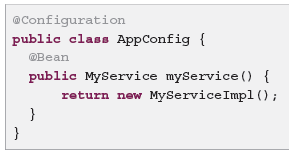 @Configuration
public class AppConfig {
  @Bean
  public MyService myService() {
      return new MyServiceImpl();
  }
}